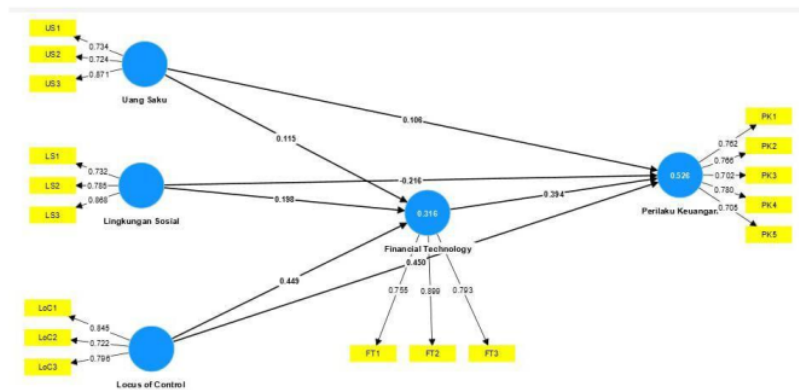 US1
0.734
US2
0.724
US3
0.871
Uang Saku
0.106
0.115
PK1
0.762
PK2
0.766
LS1
0.732
-0.216
0.526
0.702
PK3
LS2
0.785
0.198
0.394
0.780
PK4
LS3
0.868
Lingkungan Sosial
0.316
Perilaku Keuangan
0.705
PK5
Financial Technology
0.450
0.449
0.755
0.899
0.793
LoC1
0.845
LoC2
0.722
FT1
FT2
FT3
LoC3
0.796
Locus of Control